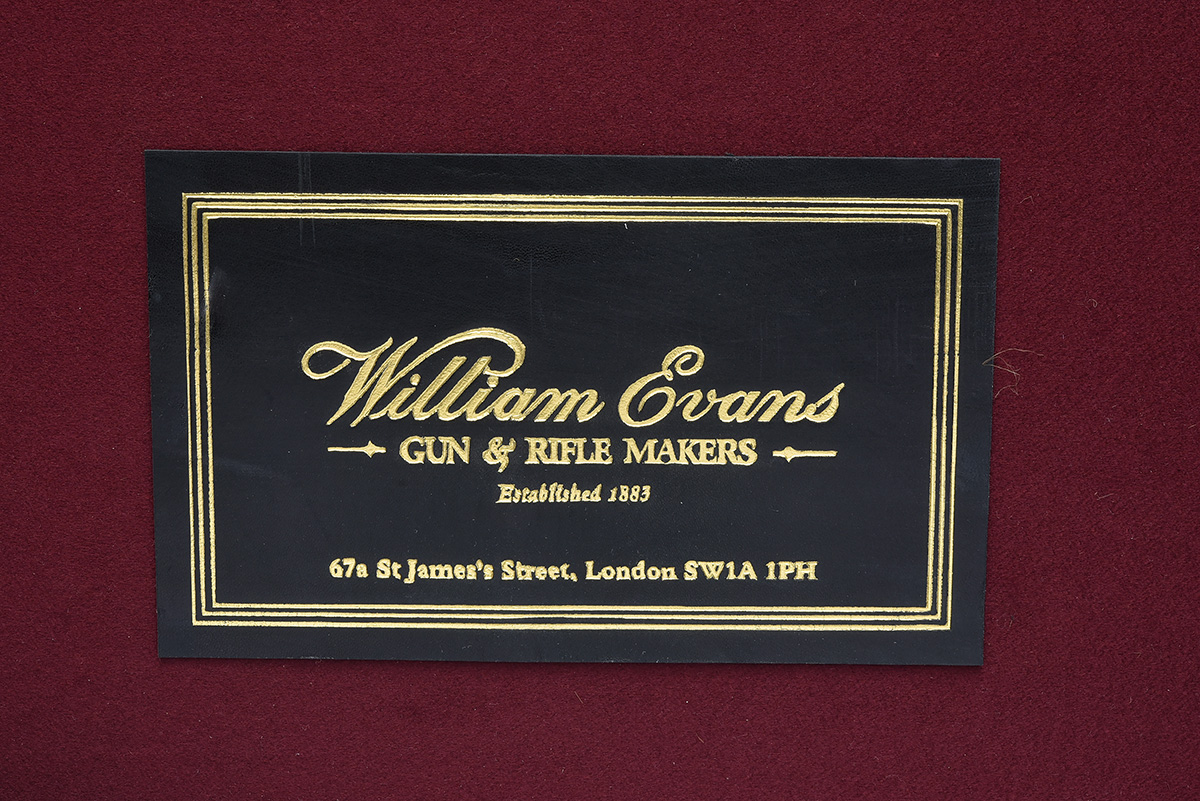 William Evans
GUN & RIFLE MAKERS
Established 1883
67a St James's Street, London SW1A 1PH